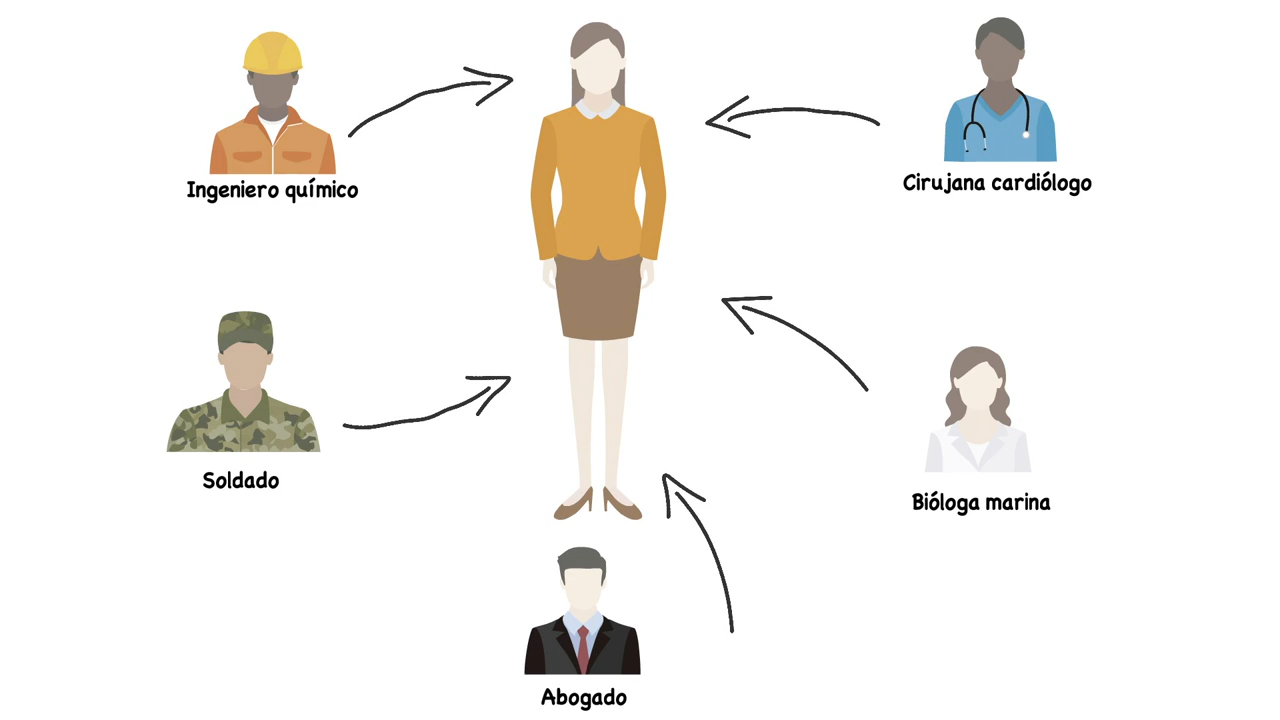 Ingeniero químico
Cirujana cardiólogo
Soldado
Bióloga marina
Abogado